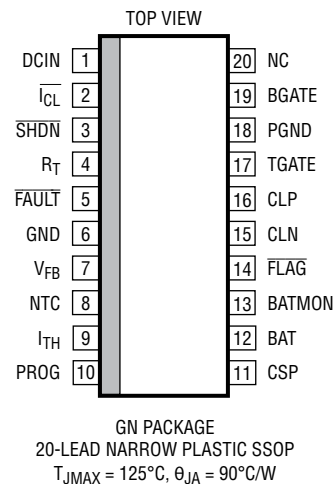 TOP VIEW
DCIN 1 20 NC
I̅C̅L̅ 2 19 BGATE
S̅H̅D̅N̅ 3 18 PGND
RT 4 17 TGATE
F̅A̅U̅L̅T̅ 5 16 CLP
GND 6 15 CLN
VFB 7 14 F̅L̅A̅G̅
NTC 8 13 BATMON
ITH 9 12 BAT
PROG 10 11 CSP
GN PACKAGE
20-LEAD NARROW PLASTIC SSOP
TJMAX = 125°C, θJA = 90°C/W